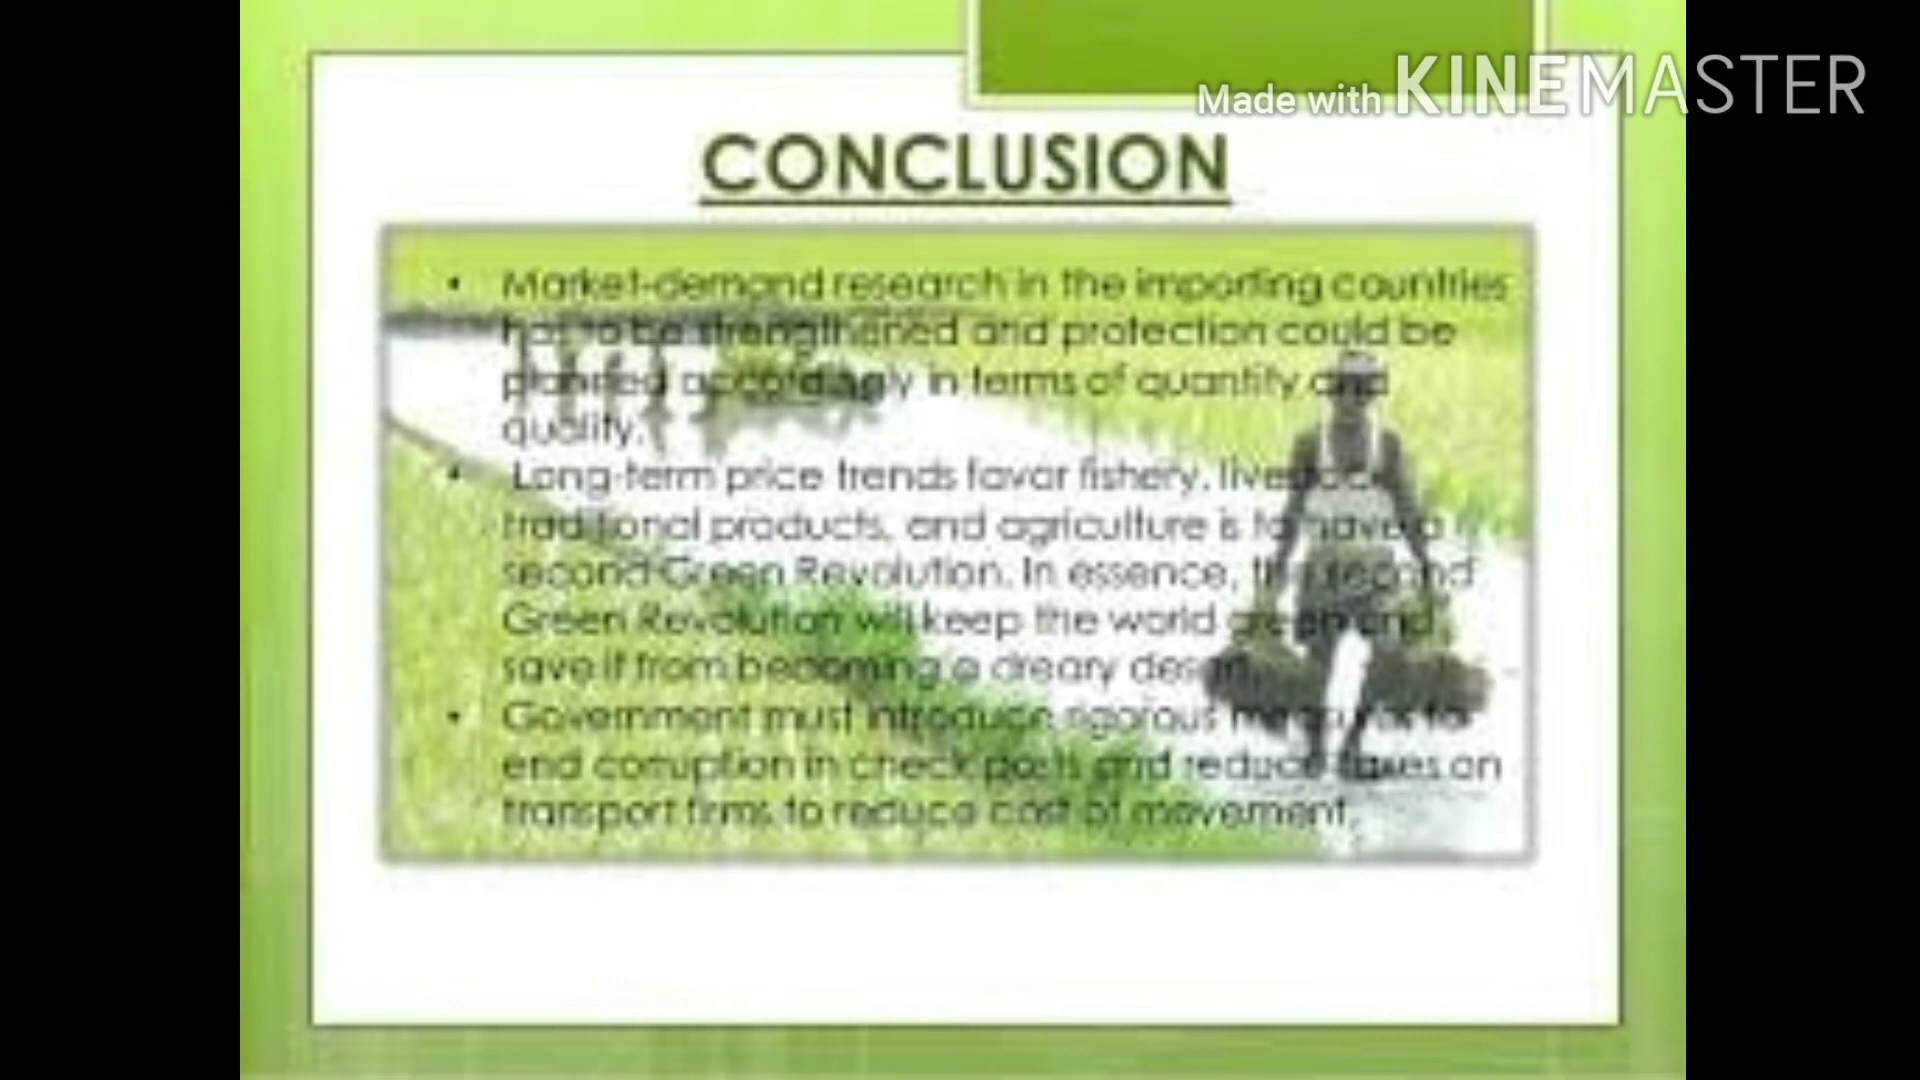 Made with KINEMASTER
CONCLUSION
• Market-demand research in the importing countries
has to be strengthened and protection could be
planned accordingly in terms of quantity and
quality.
• Long-term price trends favor fishery, livestock
traditional products, and agriculture is to have a
second Green Revolution. In essence, the second
Green Revolution will keep the world green and
save it from becoming a dreary desert.
• Government must introduce rigorous measures to
end corruption in check posts and reduce taxes on
transport firms to reduce cost of movement.